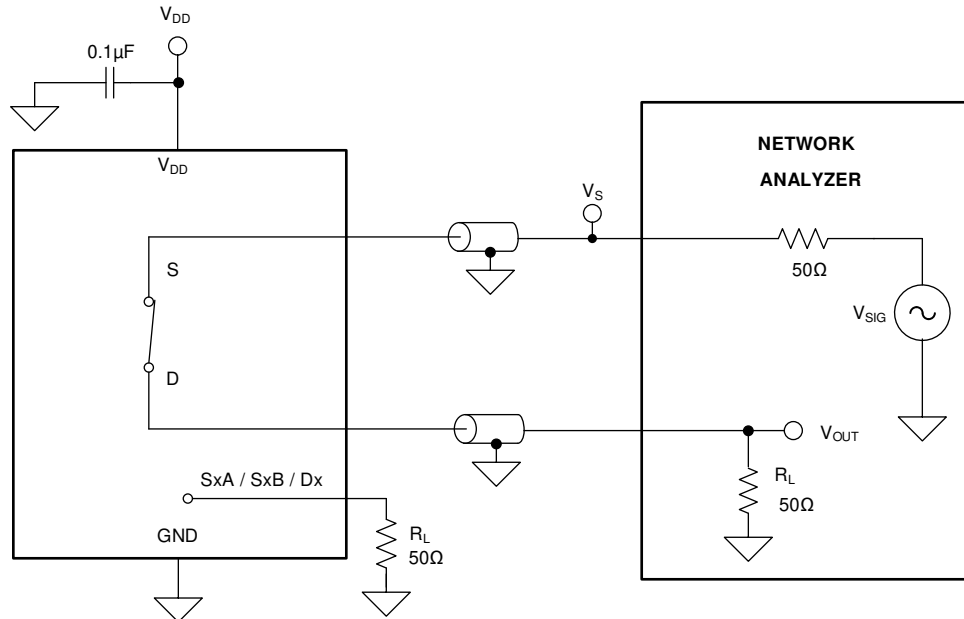 V_DD
0.1µF
V_DD
NETWORK
ANALYZER
V_S
50Ω
S
V_SIG
D
V_OUT
SxA / SxB / Dx
R_L
50Ω
GND
R_L
50Ω